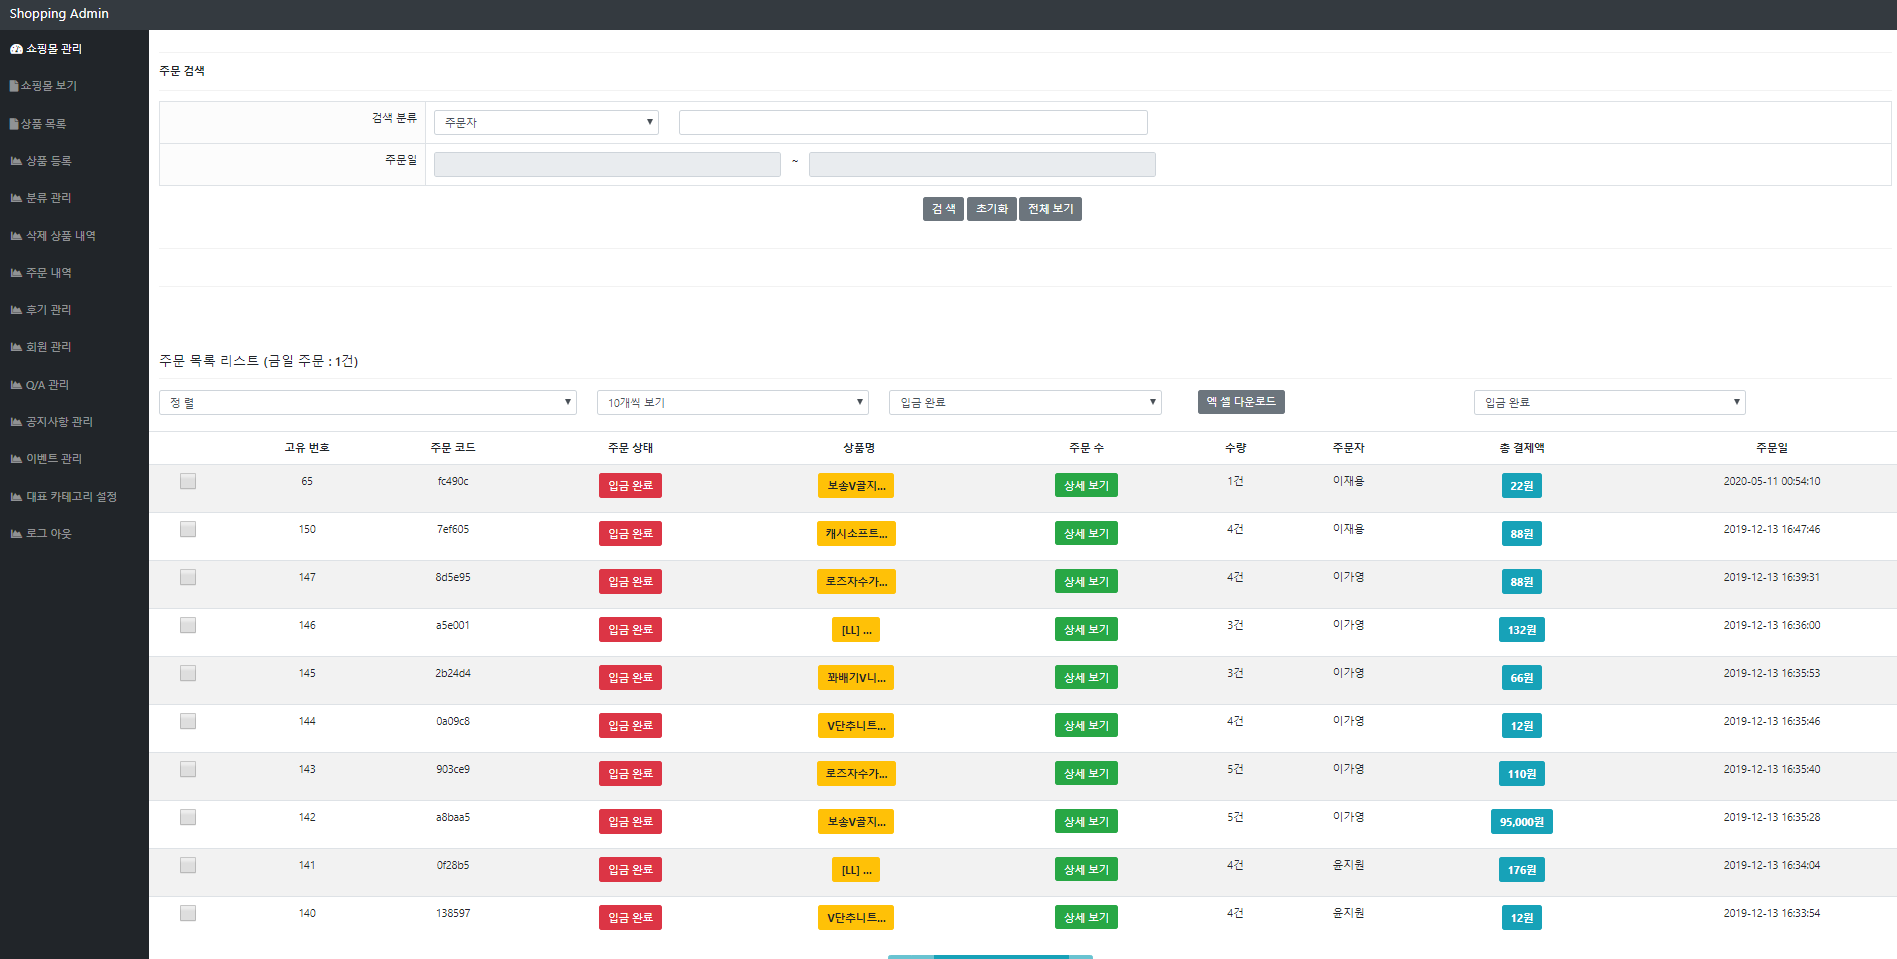 Shopping Admin
쇼핑몰 관리
쇼핑몰 보기
상품 목록
상품 등록
분류 관리
삭제 상품 내역
주문 내역
후기 관리
회원 관리
Q/A 관리
공지사항 관리
이벤트 관리
대표 카테고리 설정
로그 아웃
주문 검색
검색 분류 주문자
주문일 ~
검 색 초기화 전체 보기
주문 목록 리스트 (금일 주문 : 1건)
정 렬 10개씩 보기 입금 완료 엑 셀 다운로드 입금 완료
고유 번호 주문 코드 주문 상태 상품명 주문 수 수량 주문자 총 결제액 주문일
65 fc490c 입금 완료 보송V골지... 상세 보기 1건 이재용 22원 2020-05-11 00:54:10
150 7ef605 입금 완료 캐시소프트... 상세 보기 4건 이재용 88원 2019-12-13 16:47:46
147 8d5e95 입금 완료 로즈자수가... 상세 보기 4건 이가영 88원 2019-12-13 16:39:31
146 a5e001 입금 완료 [LL] ... 상세 보기 3건 이가영 132원 2019-12-13 16:36:00
145 2b24d4 입금 완료 꽈배기V니... 상세 보기 3건 이가영 66원 2019-12-13 16:35:53
144 0a09c8 입금 완료 V단추니트... 상세 보기 4건 이가영 12원 2019-12-13 16:35:46
143 903ce9 입금 완료 로즈자수가... 상세 보기 5건 이가영 110원 2019-12-13 16:35:40
142 a8baa5 입금 완료 보송V골지... 상세 보기 5건 이가영 95,000원 2019-12-13 16:35:28
141 0f28b5 입금 완료 [LL] ... 상세 보기 4건 윤지원 176원 2019-12-13 16:34:04
140 138597 입금 완료 V단추니트... 상세 보기 4건 윤지원 12원 2019-12-13 16:33:54